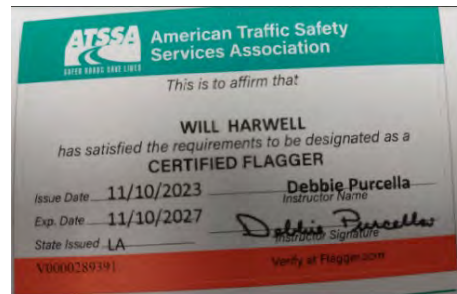 ATSSA
SAFER ROADS SAVE LIVES
American Traffic Safety
Services Association
This is to affirm that
WILL HARWELL
has satisfied the requirements to be designated as a
CERTIFIED FLAGGER
Issue Date 11/10/2023 Debbie Purcella
Instructor Name
Exp. Date 11/10/2027 Debbie Purcella
Instructor Signature
State Issued LA
V0000289391 Verify at Flagger.com